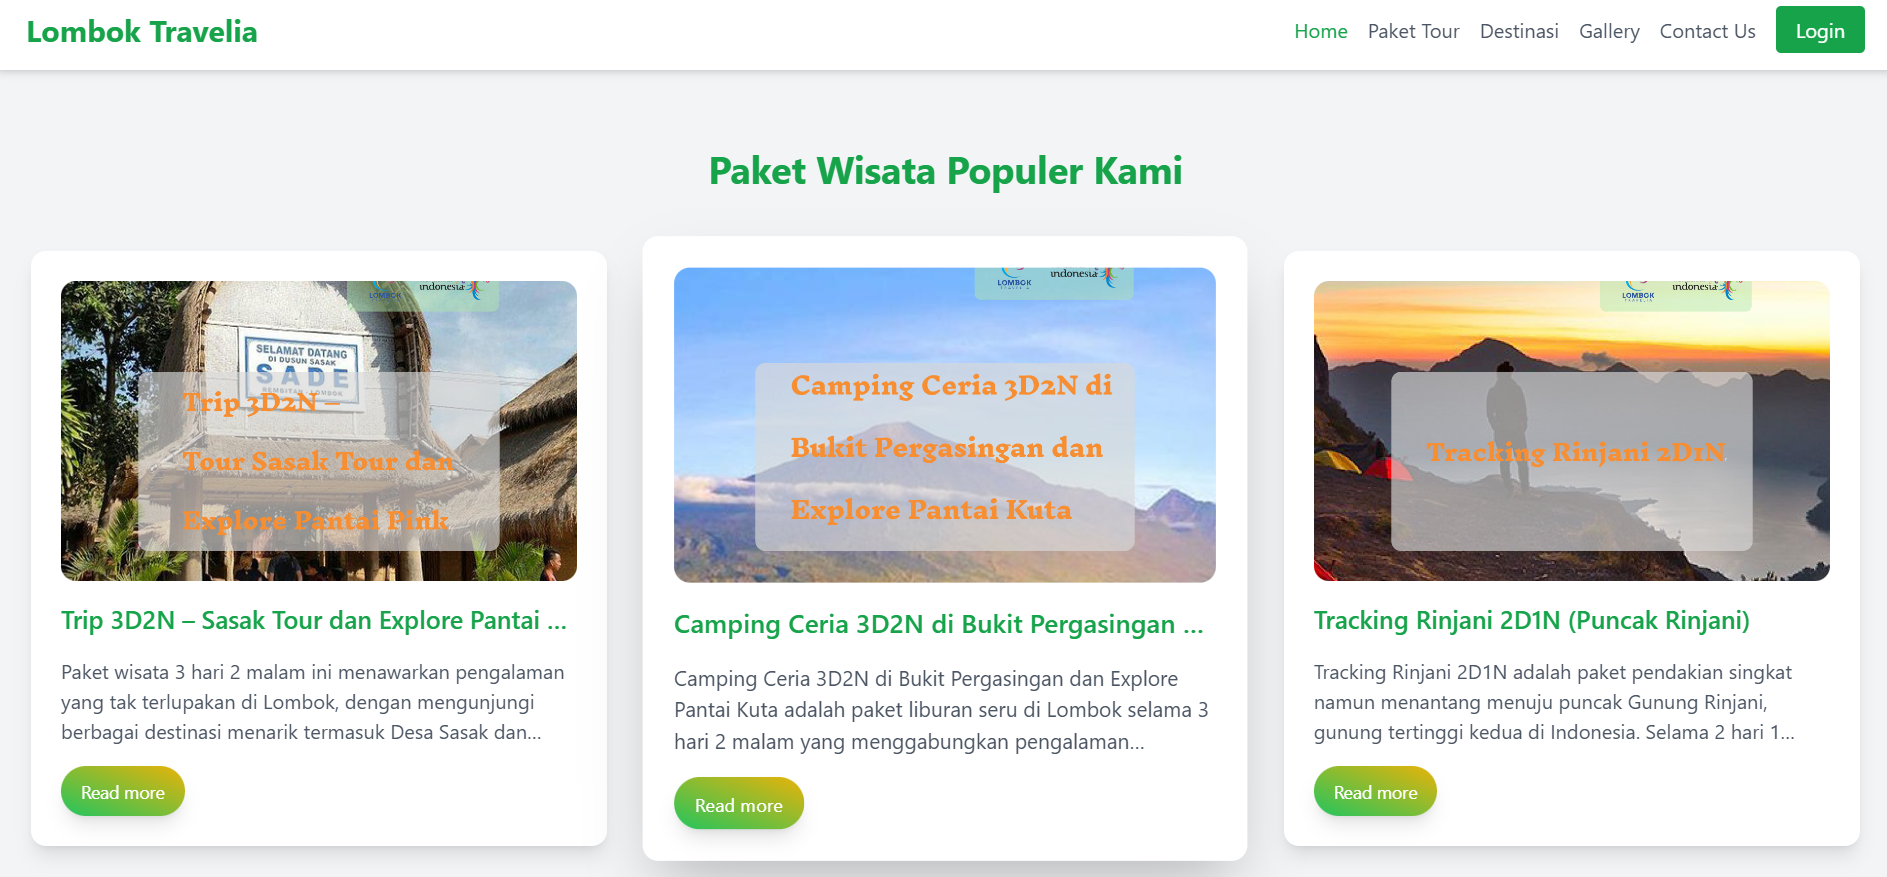 Lombok Travelia
Home Paket Tour Destinasi Gallery Contact Us Login
Paket Wisata Populer Kami
LOMBOK
indonesia
SELAMAT DATANG
DI DUSUN SASAK
SADE
REMBITAN - LOMBOK
Trip 3D2N –
Tour Sasak Tour dan
Explore Pantai Pink
Trip 3D2N – Sasak Tour dan Explore Pantai ...
Paket wisata 3 hari 2 malam ini menawarkan pengalaman
yang tak terlupakan di Lombok, dengan mengunjungi
berbagai destinasi menarik termasuk Desa Sasak dan...
Read more
LOMBOK
TRAVELIA
indonesia
Camping Ceria 3D2N di
Bukit Pergasingan dan
Explore Pantai Kuta
Camping Ceria 3D2N di Bukit Pergasingan ...
Camping Ceria 3D2N di Bukit Pergasingan dan Explore
Pantai Kuta adalah paket liburan seru di Lombok selama 3
hari 2 malam yang menggabungkan pengalaman...
Read more
LOMBOK
TRAVELIA
indonesia
Tracking Rinjani 2D1N
Tracking Rinjani 2D1N (Puncak Rinjani)
Tracking Rinjani 2D1N adalah paket pendakian singkat
namun menantang menuju puncak Gunung Rinjani,
gunung tertinggi kedua di Indonesia. Selama 2 hari 1...
Read more